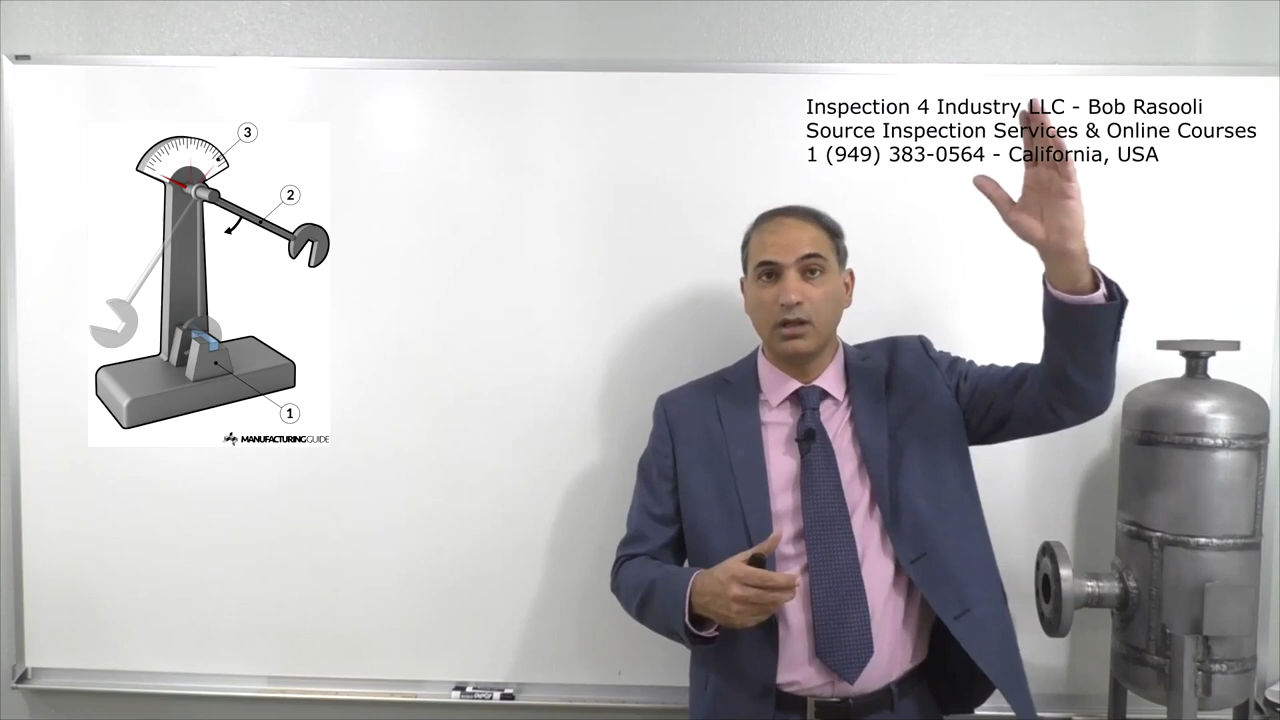 Inspection 4 Industry LLC - Bob Rasooli
Source Inspection Services & Online Courses
1 (949) 383-0564 - California, USA
3
2
1
MANUFACTURINGGUIDE